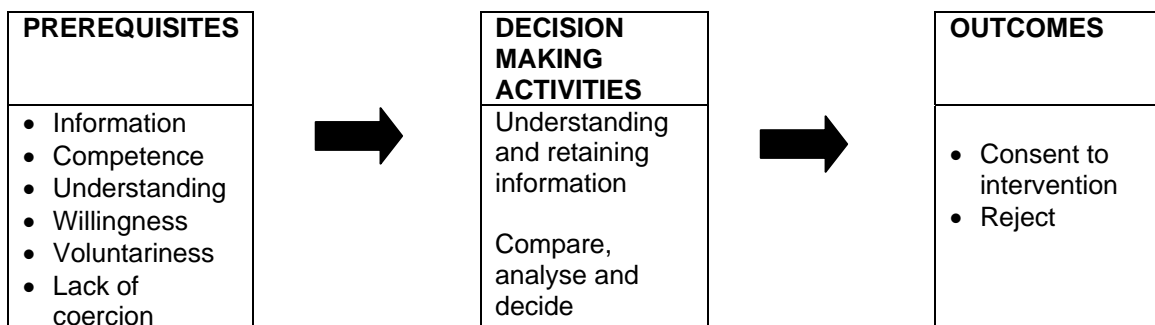 PREREQUISITES
• Information
• Competence
• Understanding
• Willingness
• Voluntariness
• Lack of
coercion
DECISION
MAKING
ACTIVITIES
Understanding
and retaining
information
Compare,
analyse and
decide
OUTCOMES
• Consent to
intervention
• Reject